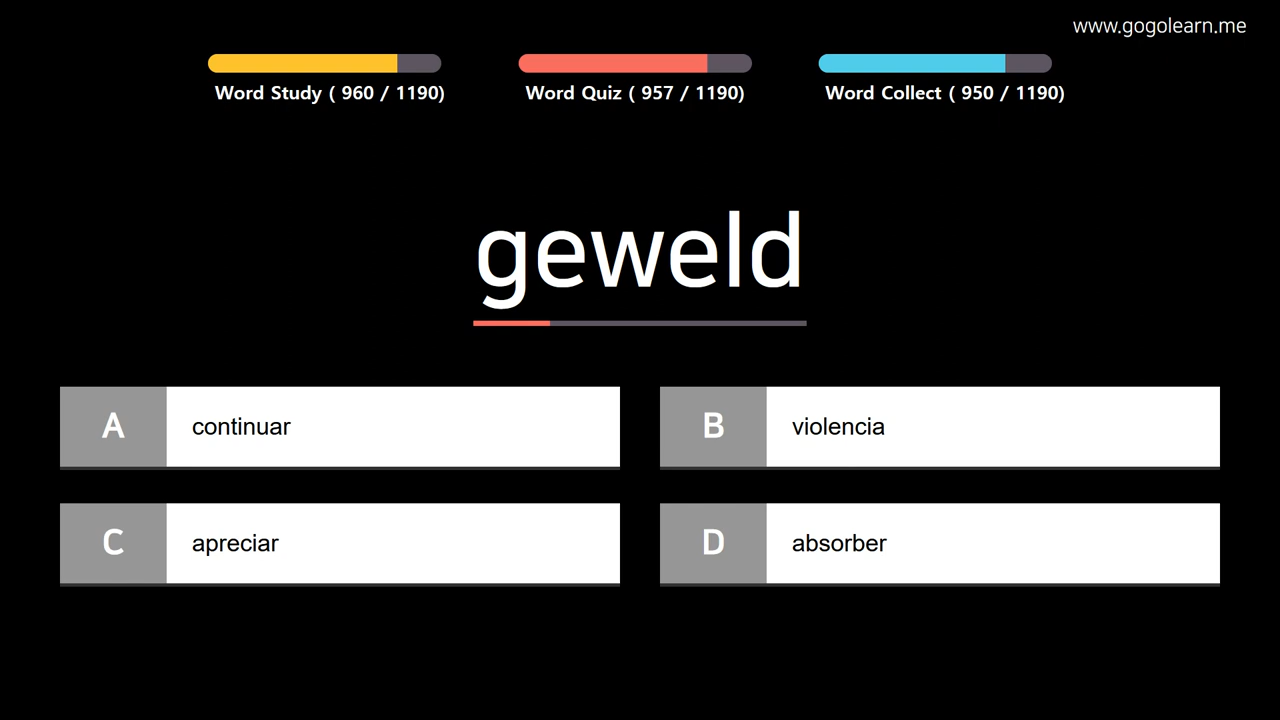 www.gogolearn.me
Word Study ( 960 / 1190)
Word Quiz ( 957 / 1190)
Word Collect ( 950 / 1190)
geweld
A continuar
B violencia
C apreciar
D absorber